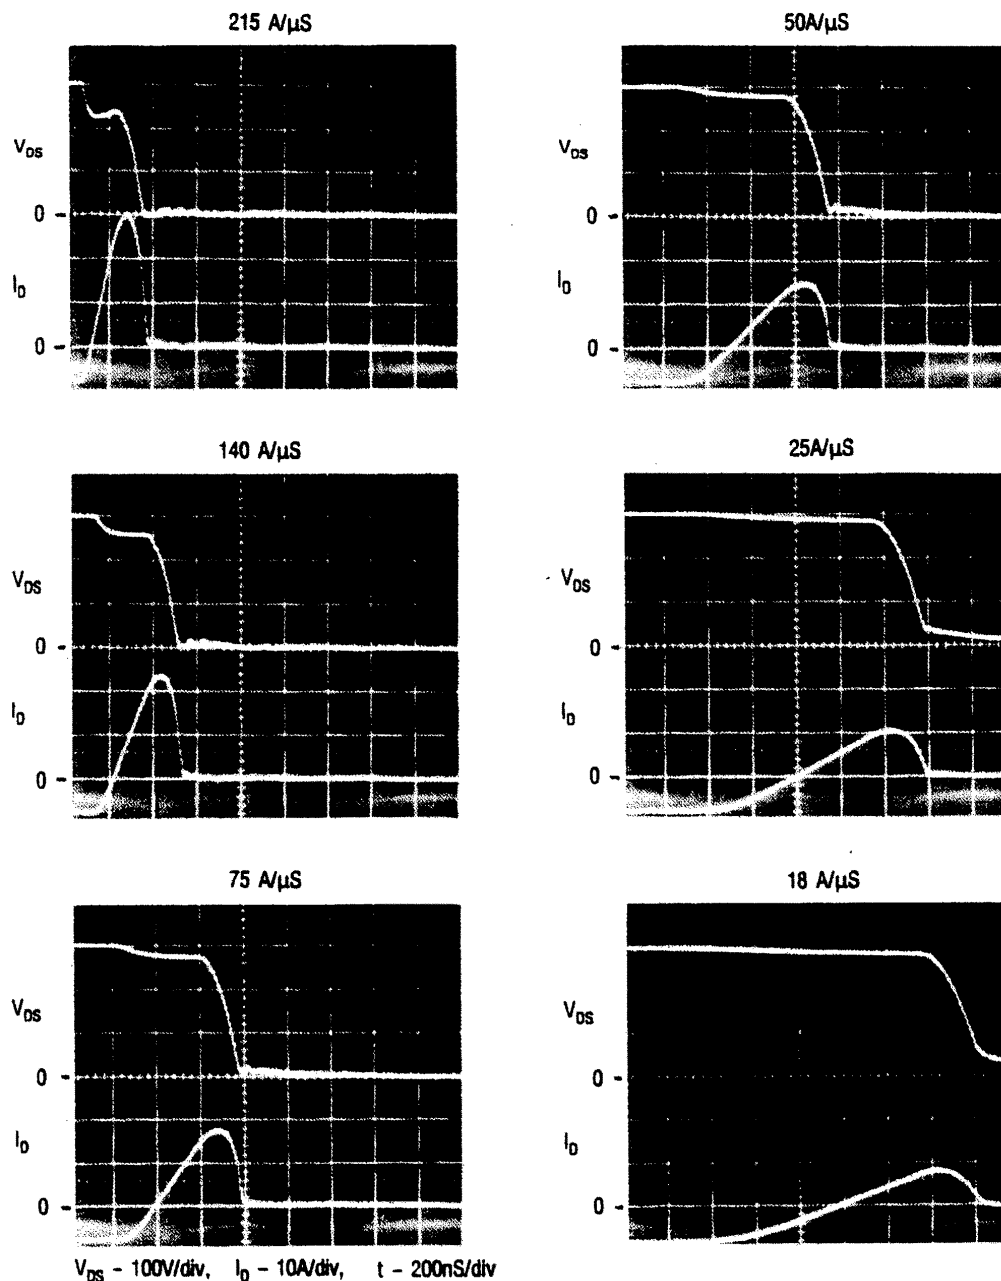 215 A/μS
V_DS
0 -
I_D
0 -
50A/μS
V_DS
0 -
I_D
0 -
140 A/μS
V_DS
0 -
I_D
0 -
25A/μS
V_DS
0 -
I_D
0 -
75 A/μS
V_DS
0 -
I_D
0 -
18 A/μS
V_DS
0 -
I_D
0 -
V_DS - 100V/div, I_D - 10A/div, t - 200nS/div